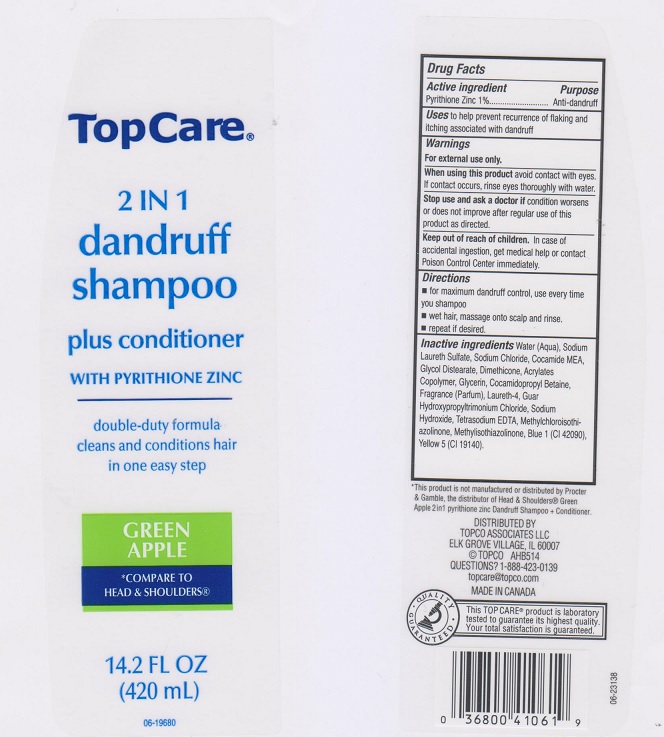 TopCare®
2 IN 1
dandruff
shampoo
plus conditioner
WITH PYRITHIONE ZINC
double-duty formula
cleans and conditions hair
in one easy step
GREEN
APPLE
*COMPARE TO
HEAD & SHOULDERS®
14.2 FL OZ
(420 mL)
06-19680
Drug Facts
Active ingredient Purpose
Pyrithione Zinc 1%............................ Anti-dandruff
Uses to help prevent recurrence of flaking and
itching associated with dandruff
Warnings
For external use only.
When using this product avoid contact with eyes.
If contact occurs, rinse eyes thoroughly with water.
Stop use and ask a doctor if condition worsens
or does not improve after regular use of this
product as directed.
Keep out of reach of children. In case of
accidental ingestion, get medical help or contact
Poison Control Center immediately.
Directions
■ for maximum dandruff control, use every time
you shampoo
■ wet hair, massage onto scalp and rinse.
■ repeat if desired.
Inactive ingredients Water (Aqua), Sodium
Laureth Sulfate, Sodium Chloride, Cocamide MEA,
Glycol Distearate, Dimethicone, Acrylates
Copolymer, Glycerin, Cocamidopropyl Betaine,
Fragrance (Parfum), Laureth-4, Guar
Hydroxypropyltrimonium Chloride, Sodium
Hydroxide, Tetrasodium EDTA, Methylchloroisothi-
azolinone, Methylisothiazolinone, Blue 1 (CI 42090),
Yellow 5 (CI 19140).
*This product is not manufactured or distributed by Procter
& Gamble, the distributor of Head & Shoulders® Green
Apple 2in1 pyrithione zinc Dandruff Shampoo + Conditioner.
DISTRIBUTED BY
TOPCO ASSOCIATES LLC
ELK GROVE VILLAGE, IL 60007
© TOPCO AHB514
QUESTIONS? 1-888-423-0139
topcare@topco.com
MADE IN CANADA
• QUALITY •
GUARANTEED
This TOP CARE® product is laboratory
tested to guarantee its highest quality.
Your total satisfaction is guaranteed.
0 36800 41061 9
06-23138